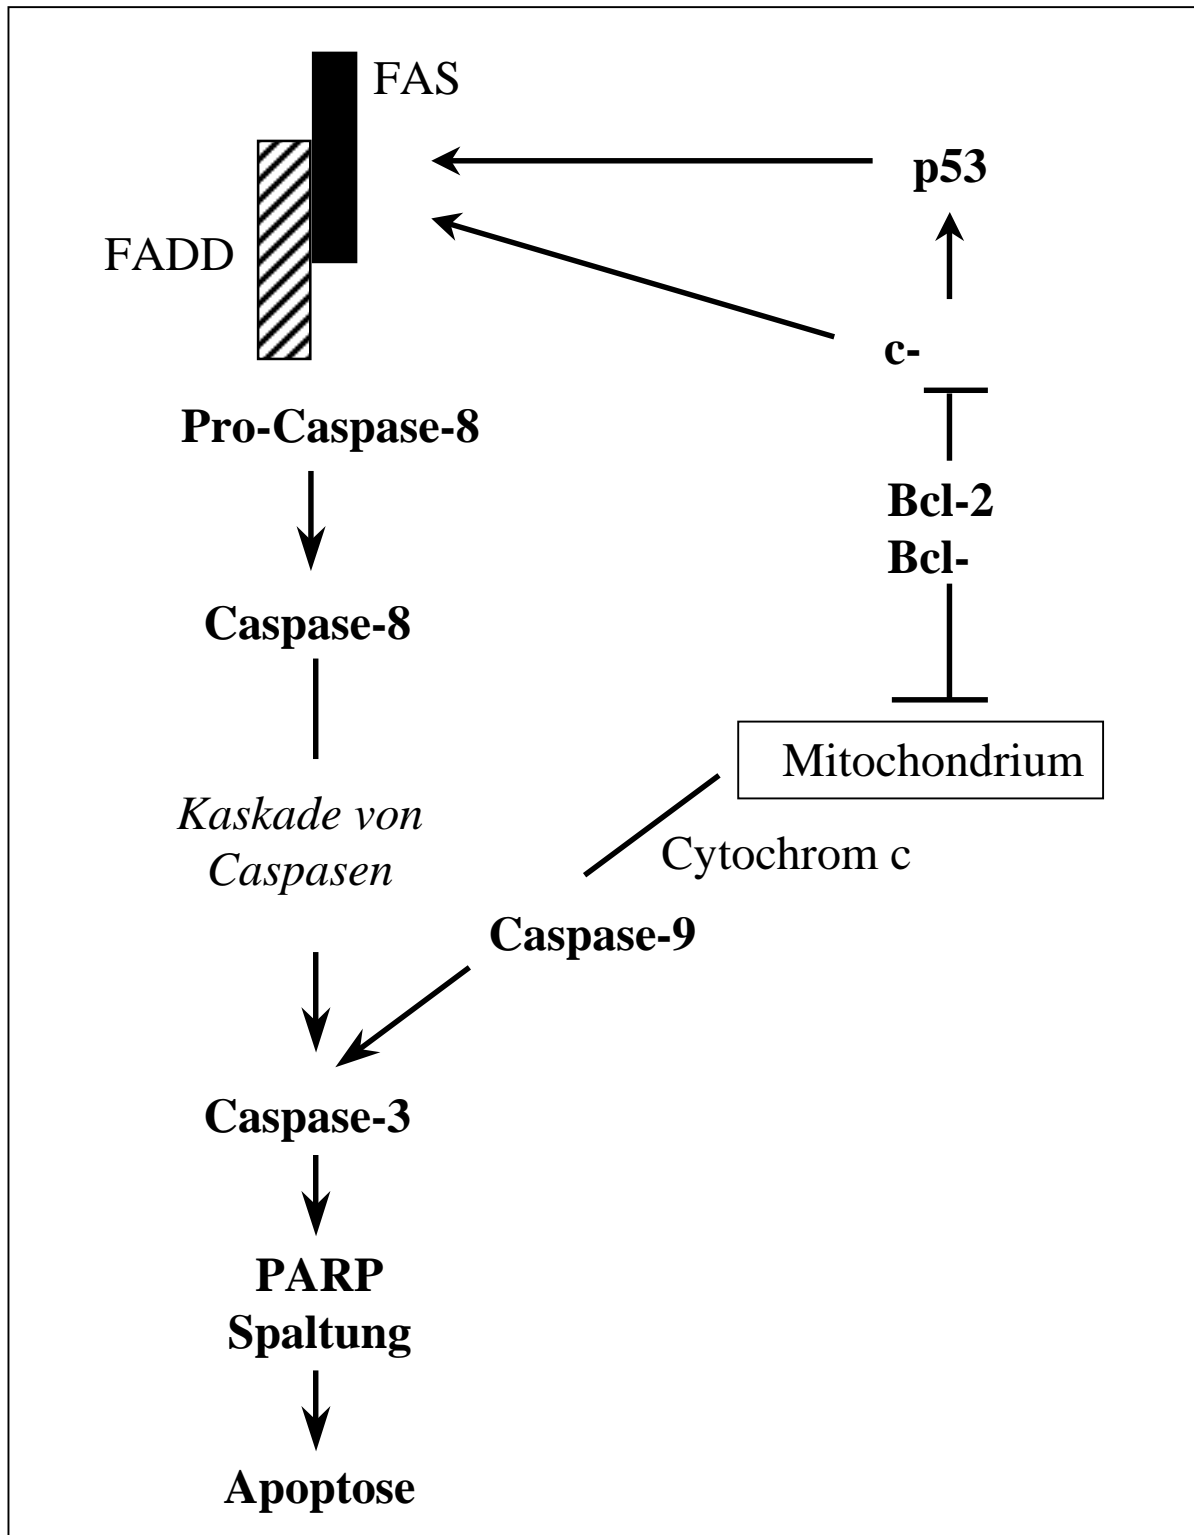 FAS
p53
FADD
c-
Pro-Caspase-8
Bcl-2
Bcl-
Caspase-8
Mitochondrium
Kaskade von
Caspasen
Cytochrom c
Caspase-9
Caspase-3
PARP
Spaltung
Apoptose